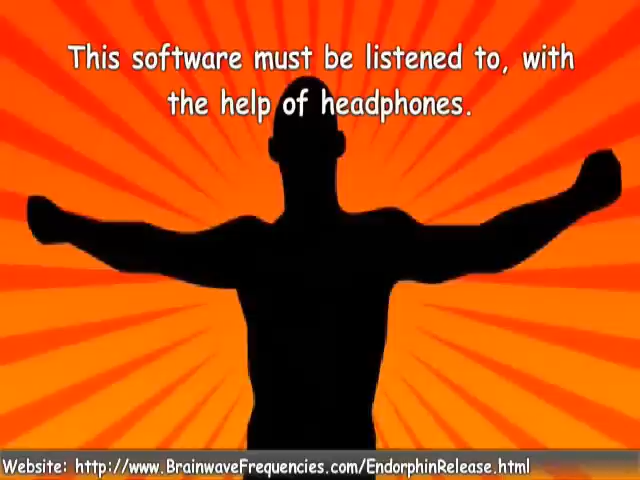 This software must be listened to, with
the help of headphones.
Website: http://www.BrainwaveFrequencies.com/EndorphinRelease.html